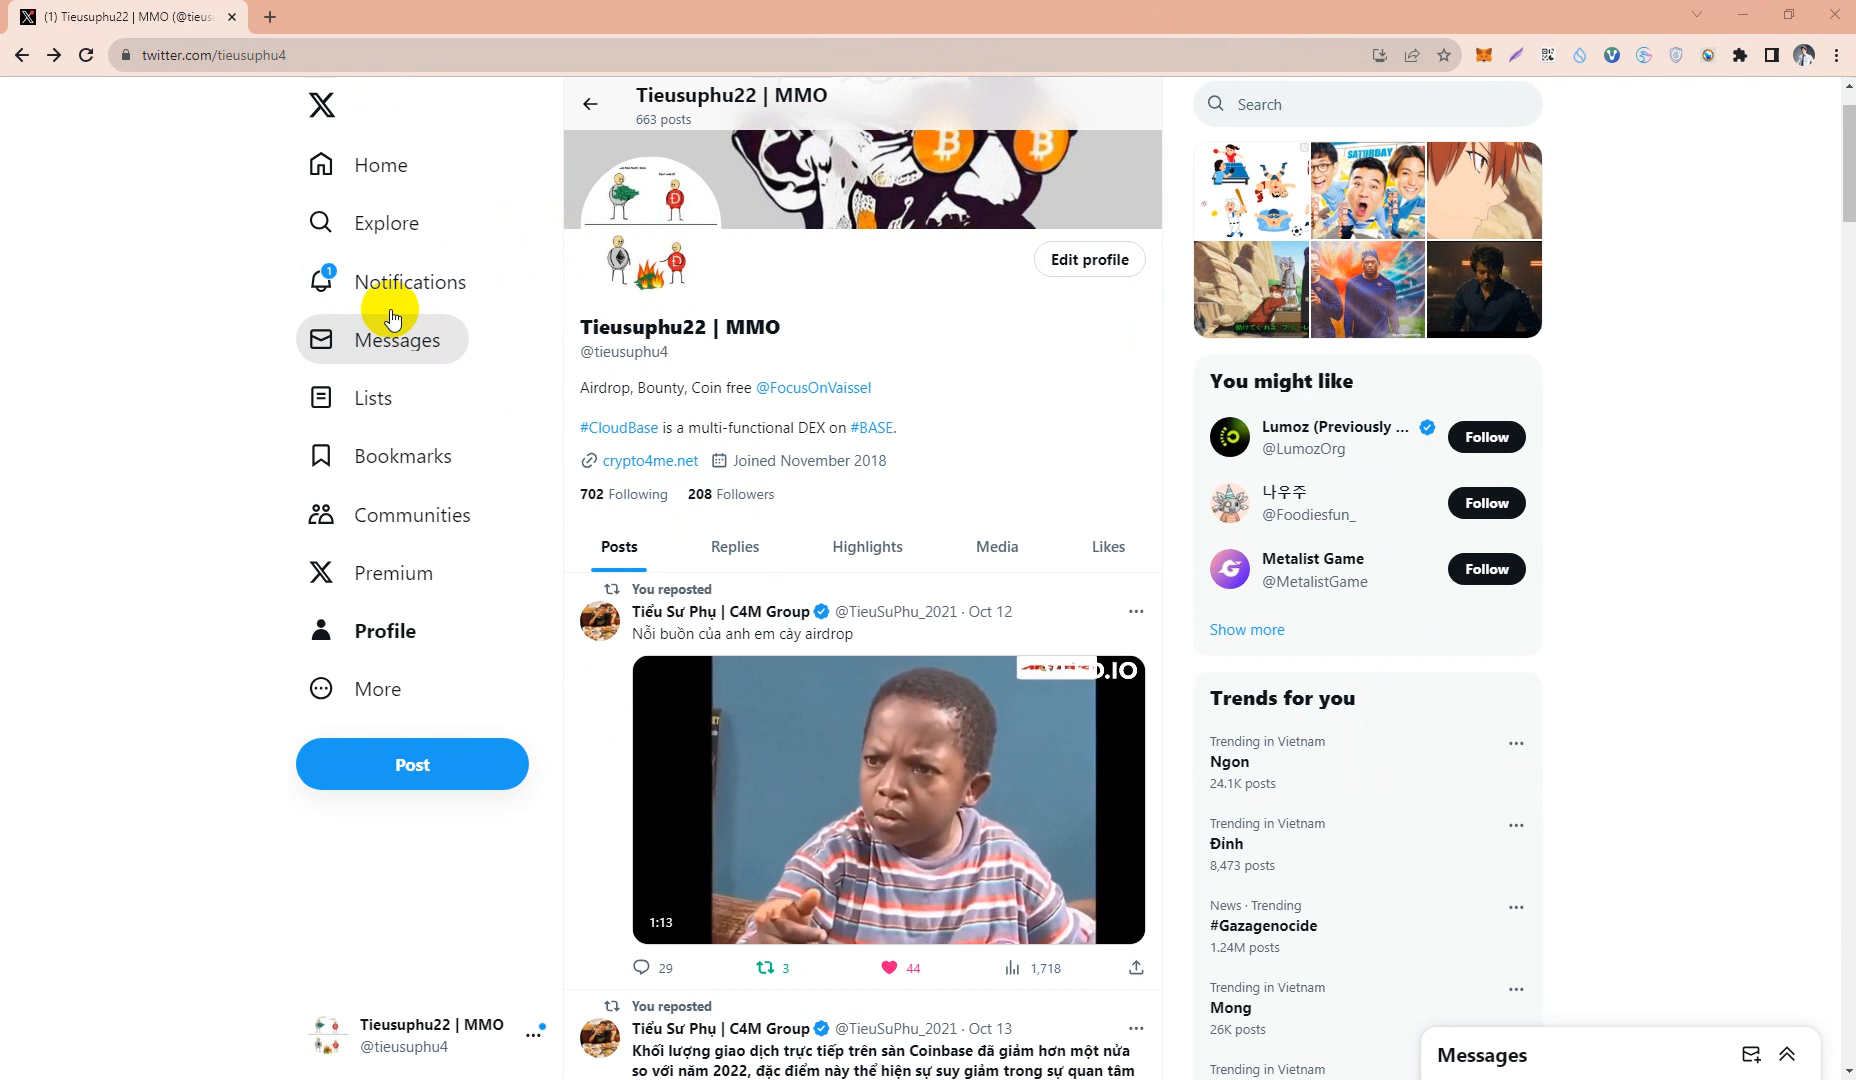 (1) Tieusuphu22 | MMO (@tieus
twitter.com/tieusuphu4
Home
Explore
1
Notifications
Messages
Lists
Bookmarks
Communities
Premium
Profile
More
Post
Tieusuphu22 | MMO
@tieusuphu4
Tieusuphu22 | MMO
663 posts
Edit profile
Tieusuphu22 | MMO
@tieusuphu4
Airdrop, Bounty, Coin free @FocusOnVaissel
#CloudBase is a multi-functional DEX on #BASE.
crypto4me.net Joined November 2018
702 Following 208 Followers
Posts Replies Highlights Media Likes
You reposted
Tiểu Sư Phụ | C4M Group @TieuSuPhu_2021 · Oct 12
Nỗi buồn của anh em cày airdrop
.IO
1:13
29 3 44 1,718
You reposted
Tiểu Sư Phụ | C4M Group @TieuSuPhu_2021 · Oct 13
Khối lượng giao dịch trực tiếp trên sàn Coinbase đã giảm hơn một nửa
so với năm 2022, đặc điểm này thể hiện sự suy giảm trong sự quan tâm
Search
SATURDAY
You might like
Lumoz (Previously ...
@LumozOrg
Follow
나우주
@Foodiesfun_
Follow
Metalist Game
@MetalistGame
Follow
Show more
Trends for you
Trending in Vietnam
Ngon
24.1K posts
Trending in Vietnam
Đỉnh
8,473 posts
News · Trending
#Gazagenocide
1.24M posts
Trending in Vietnam
Mong
26K posts
Trending in Vietnam
Messages